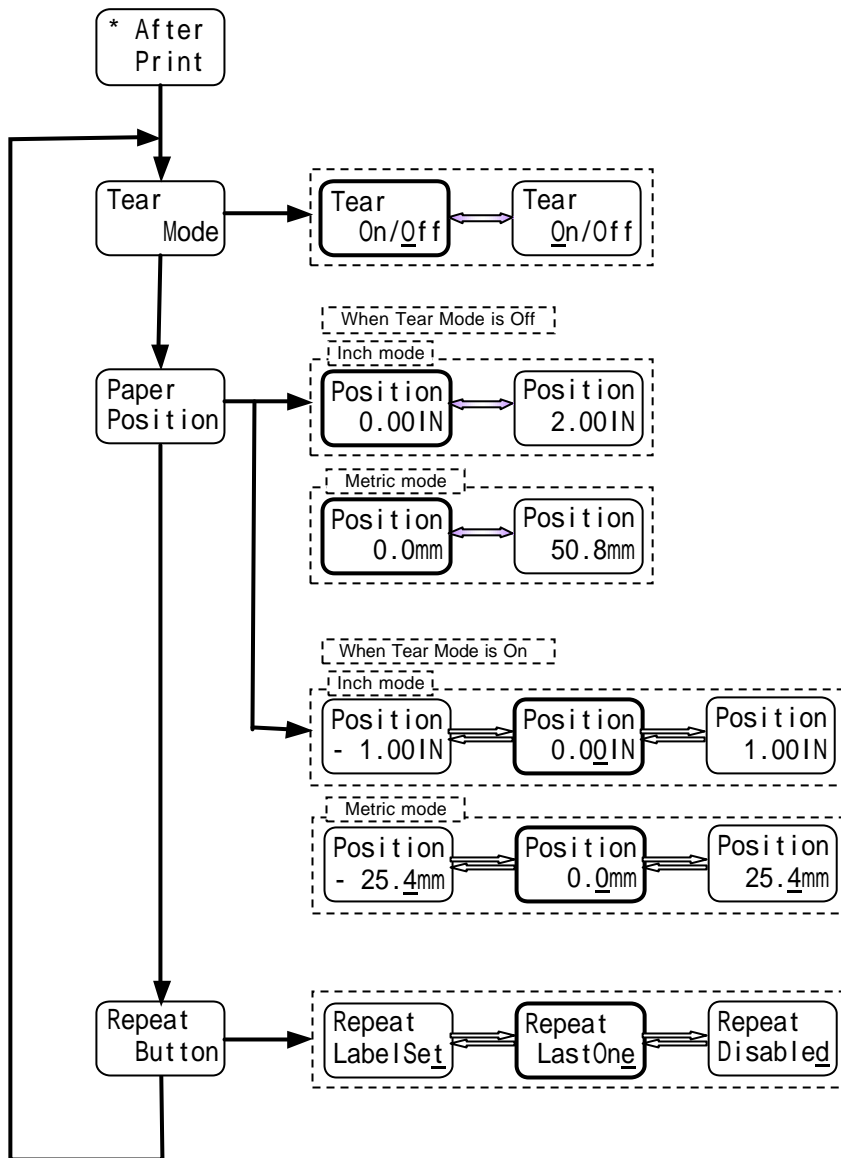 * After
Print
Tear
Mode
Tear
On/Off
Tear
On/Off
When Tear Mode is Off
Inch mode
Paper
Position
Position
0.00IN
Position
2.00IN
Metric mode
Position
0.0mm
Position
50.8mm
When Tear Mode is On
Inch mode
Position
- 1.00IN
Position
0.00IN
Position
1.00IN
Metric mode
Position
- 25.4mm
Position
0.0mm
Position
25.4mm
Repeat
Button
Repeat
LabelSet
Repeat
LastOne
Repeat
Disabled